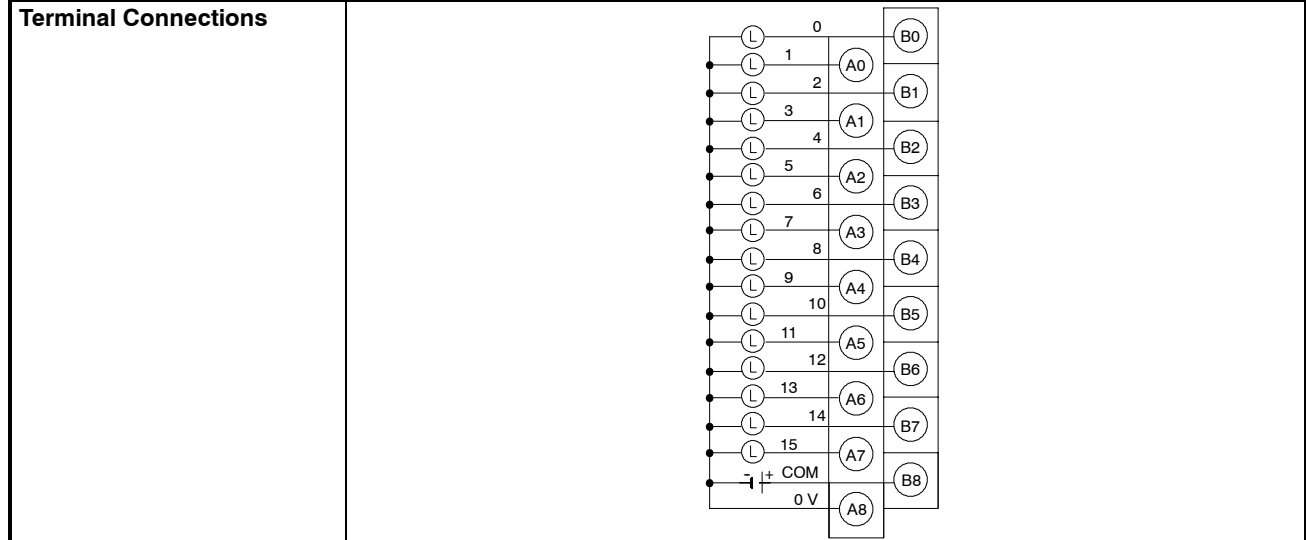 Terminal Connections
L 0 B0
L 1 A0
L 2 B1
L 3 A1
L 4 B2
L 5 A2
L 6 B3
L 7 A3
L 8 B4
L 9 A4
L 10 B5
L 11 A5
L 12 B6
L 13 A6
L 14 B7
L 15 A7
- + COM B8
0 V A8